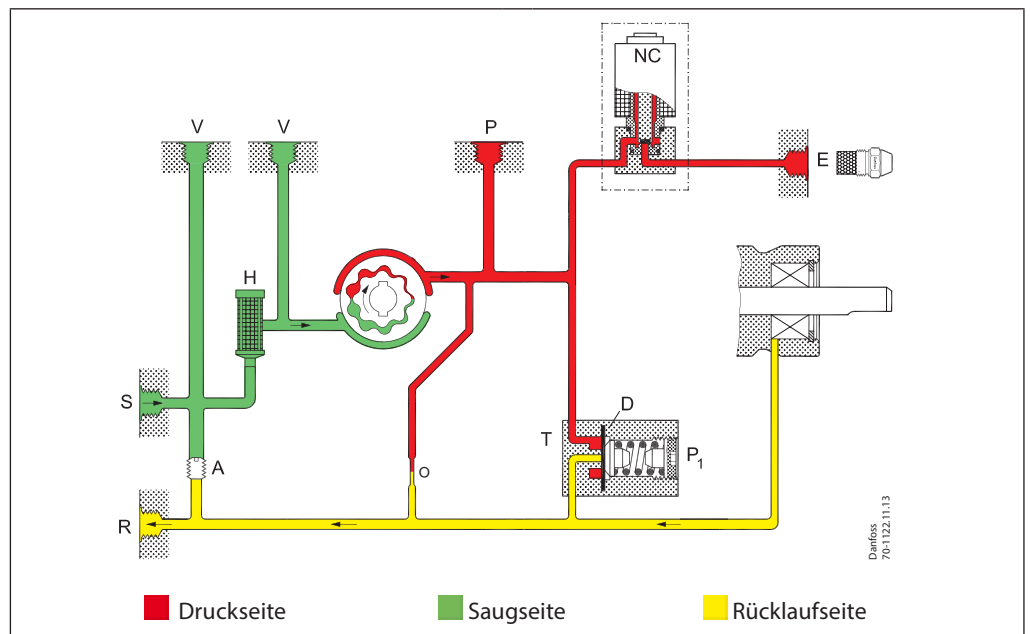 NC
V V P
E
H
S
D
T
P1
A
O
R
Danfoss
70-1122.11.13
Druckseite Saugseite Rücklaufseite